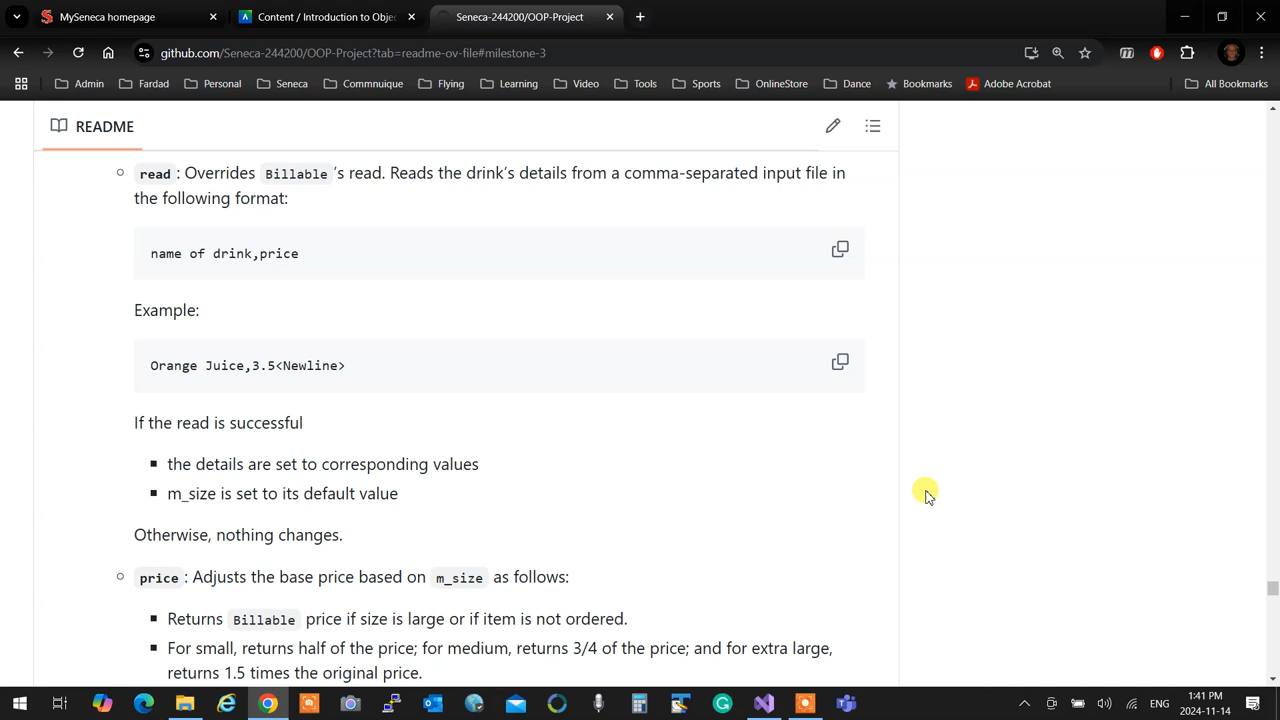 MySeneca homepage
Content / Introduction to Objec
Seneca-244200/OOP-Project
github.com/Seneca-244200/OOP-Project?tab=readme-ov-file#milestone-3
Admin
Fardad
Personal
Seneca
Commnuique
Flying
Learning
Video
Tools
Sports
OnlineStore
Dance
Bookmarks
Adobe Acrobat
All Bookmarks
README
read : Overrides Billable's read. Reads the drink's details from a comma-separated input file in
the following format:
name of drink,price
Example:
Orange Juice,3.5<Newline>
If the read is successful
the details are set to corresponding values
m_size is set to its default value
Otherwise, nothing changes.
price : Adjusts the base price based on m_size as follows:
Returns Billable price if size is large or if item is not ordered.
For small, returns half of the price; for medium, returns 3/4 of the price; and for extra large,
returns 1.5 times the original price.
ENG
1:41 PM
2024-11-14